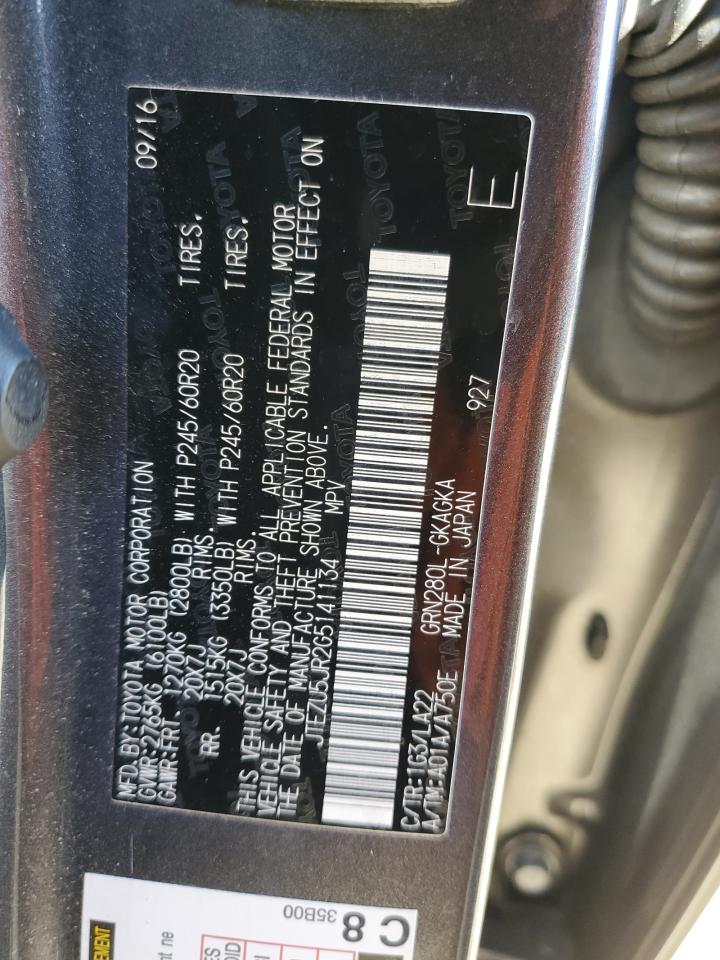 MFD. BY: TOYOTA MOTOR CORPORATION 09/16
GVWR: 2765KG (6100LB)
GAWR: FRT. 1270KG (2800LB) WITH P245/60R20 TIRES.
20X7J RIMS.
RR. 1515KG (3350LB) WITH P245/60R20 TIRES.
20X7J RIMS.
THIS VEHICLE CONFORMS TO ALL APPLICABLE FEDERAL MOTOR
VEHICLE SAFETY AND THEFT PREVENTION STANDARDS IN EFFECT ON
THE DATE OF MANUFACTURE SHOWN ABOVE.
JTEZU5JR2G5141134 MPV
C/TR: 1G3/LA22 GRN280L-GKAGKA
A/TM: A01A/A750E MADE IN JAPAN
927
E
C 8
35B00